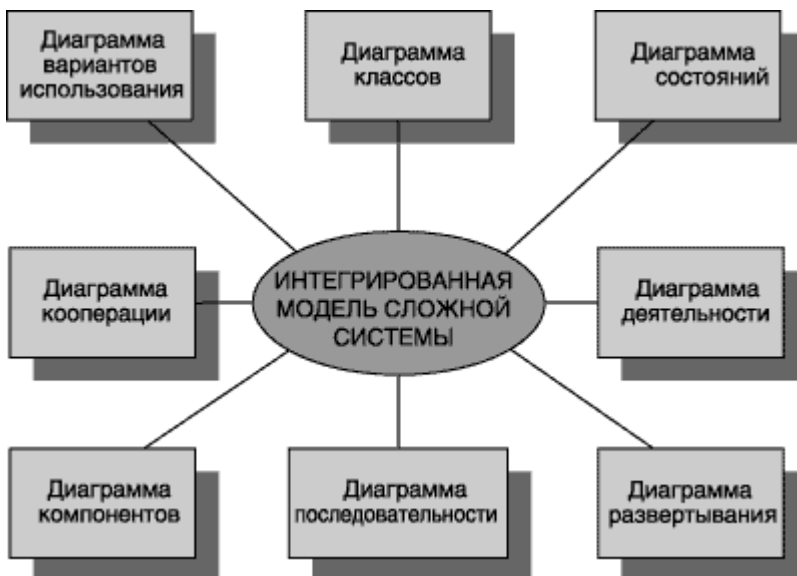 Диаграмма
вариантов
использования
Диаграмма
классов
Диаграмма
состояний
Диаграмма
кооперации
ИНТЕГРИРОВАННАЯ
МОДЕЛЬ СЛОЖНОЙ
СИСТЕМЫ
Диаграмма
деятельности
Диаграмма
компонентов
Диаграмма
последовательности
Диаграмма
развертывания